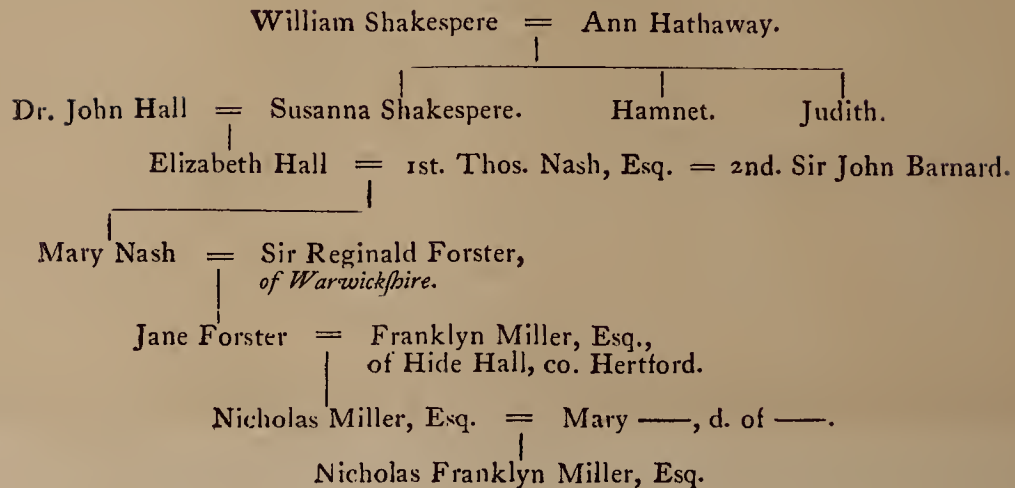 William Shakespere = Ann Hathaway.
Dr. John Hall = Susanna Shakespere. Hamnet. Judith.
Elizabeth Hall = 1st. Thos. Nash, Esq. = 2nd. Sir John Barnard.
Mary Nash = Sir Reginald Forster,
of Warwickſhire.
Jane Forster = Franklyn Miller, Esq.,
of Hide Hall, co. Hertford.
Nicholas Miller, Esq. = Mary ——, d. of ——.
Nicholas Franklyn Miller, Esq.